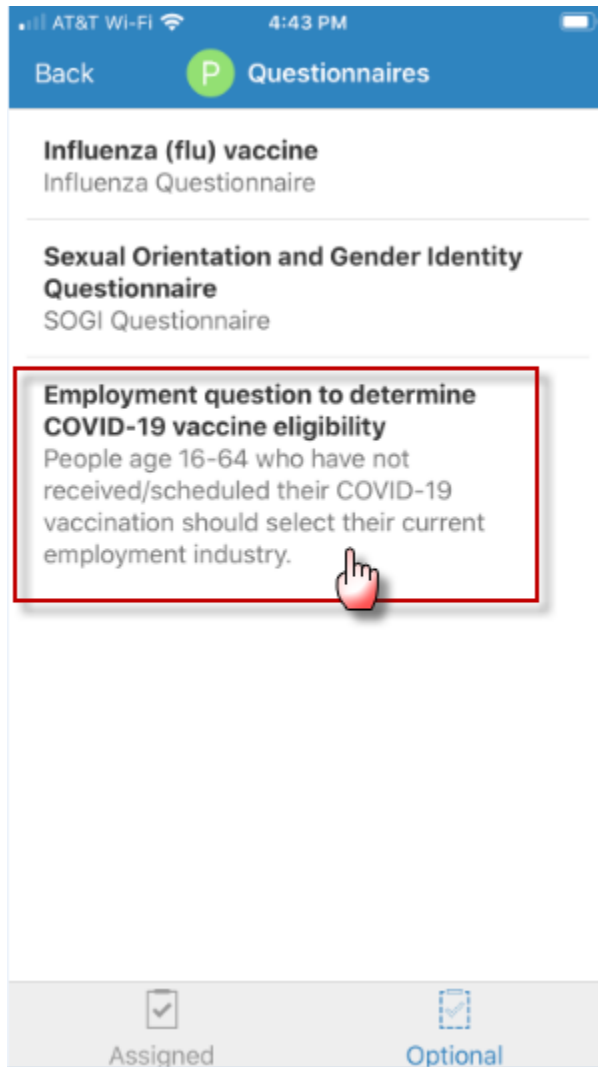 AT&T Wi-Fi 4:43 PM
Back P Questionnaires
Influenza (flu) vaccine
Influenza Questionnaire
Sexual Orientation and Gender Identity
Questionnaire
SOGI Questionnaire
Employment question to determine
COVID-19 vaccine eligibility
People age 16-64 who have not
received/scheduled their COVID-19
vaccination should select their current
employment industry.
Assigned Optional